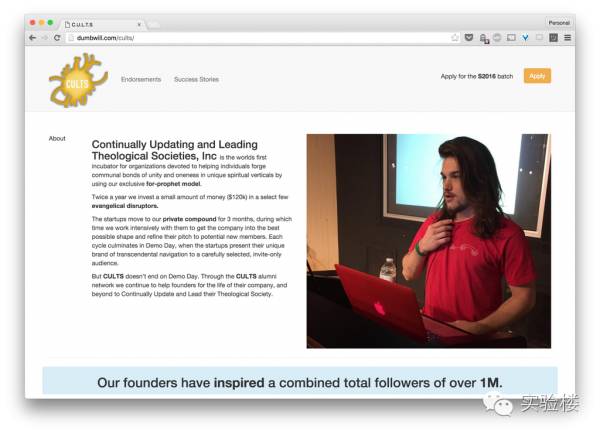 C.U.L.T.S
Personal
dumbwill.com/cults/
CULTS
Endorsements
Success Stories
Apply for the S2016 batch
Apply
About
Continually Updating and Leading
Theological Societies, Inc is the worlds first
incubator for organizations devoted to helping individuals forge
communal bonds of unity and oneness in unique spiritual verticals by
using our exclusive for-prophet model.
Twice a year we invest a small amount of money ($120k) in a select few
evangelical disruptors.
The startups move to our private compound for 3 months, during which
time we work intensively with them to get the company into the best
possible shape and refine their pitch to potential new members. Each
cycle culminates in Demo Day, when the startups present their unique
brand of transcendental navigation to a carefully selected, invite-only
audience.
But CULTS doesn't end on Demo Day. Through the CULTS alumni
network we continue to help founders for the life of their company, and
beyond to Continually Update and Lead their Theological Society.
Our founders have inspired a combined total followers of over 1M.
实验楼